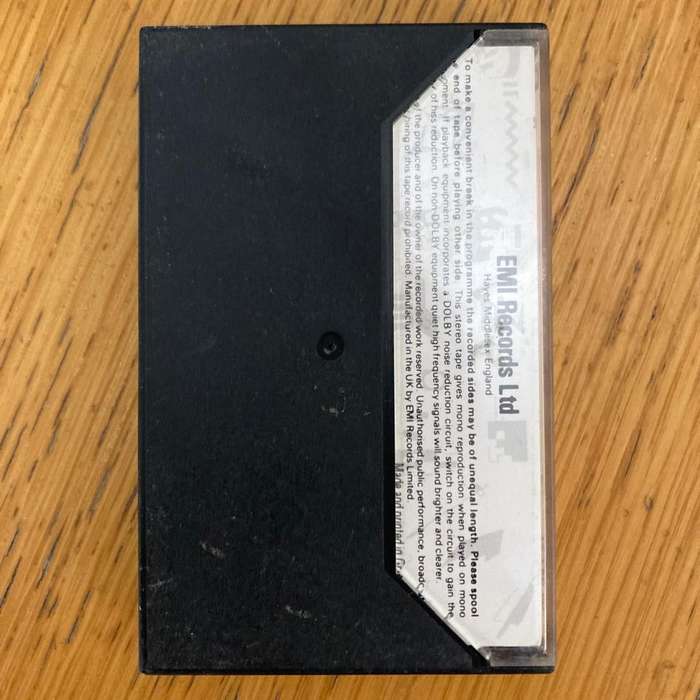 EMI Records Ltd
Hayes Middlesex England
To make a convenient break in the programme the recorded sides may be of unequal length. Please spool
end of tape before playing other side. This stereo tape gives mono reproduction when played on mono
If playback equipment incorporates a DOLBY noise reduction circuit, switch on the circuit to gain the
of hiss reduction. On non-DOLBY equipment quiet high frequency signals will sound brighter and clearer.
the producer and of the owner of the recorded work reserved. Unauthorised public performance,
hiring of this tape record prohibited. Manufactured in the UK by EMI Records Limited.
Made and printed in